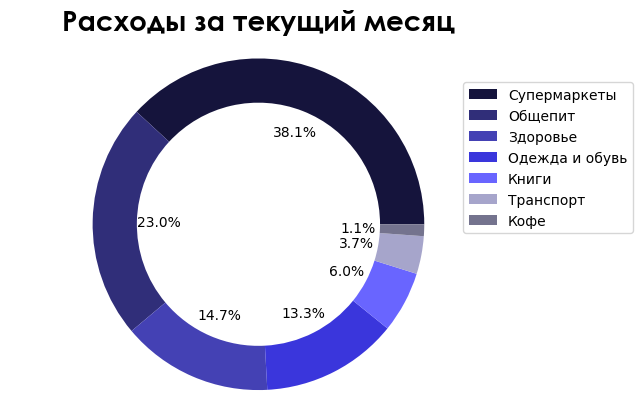 Расходы за текущий месяц
38.1%
23.0%
14.7%
13.3%
6.0%
3.7%
1.1%
Супермаркеты
Общепит
Здоровье
Одежда и обувь
Книги
Транспорт
Кофе